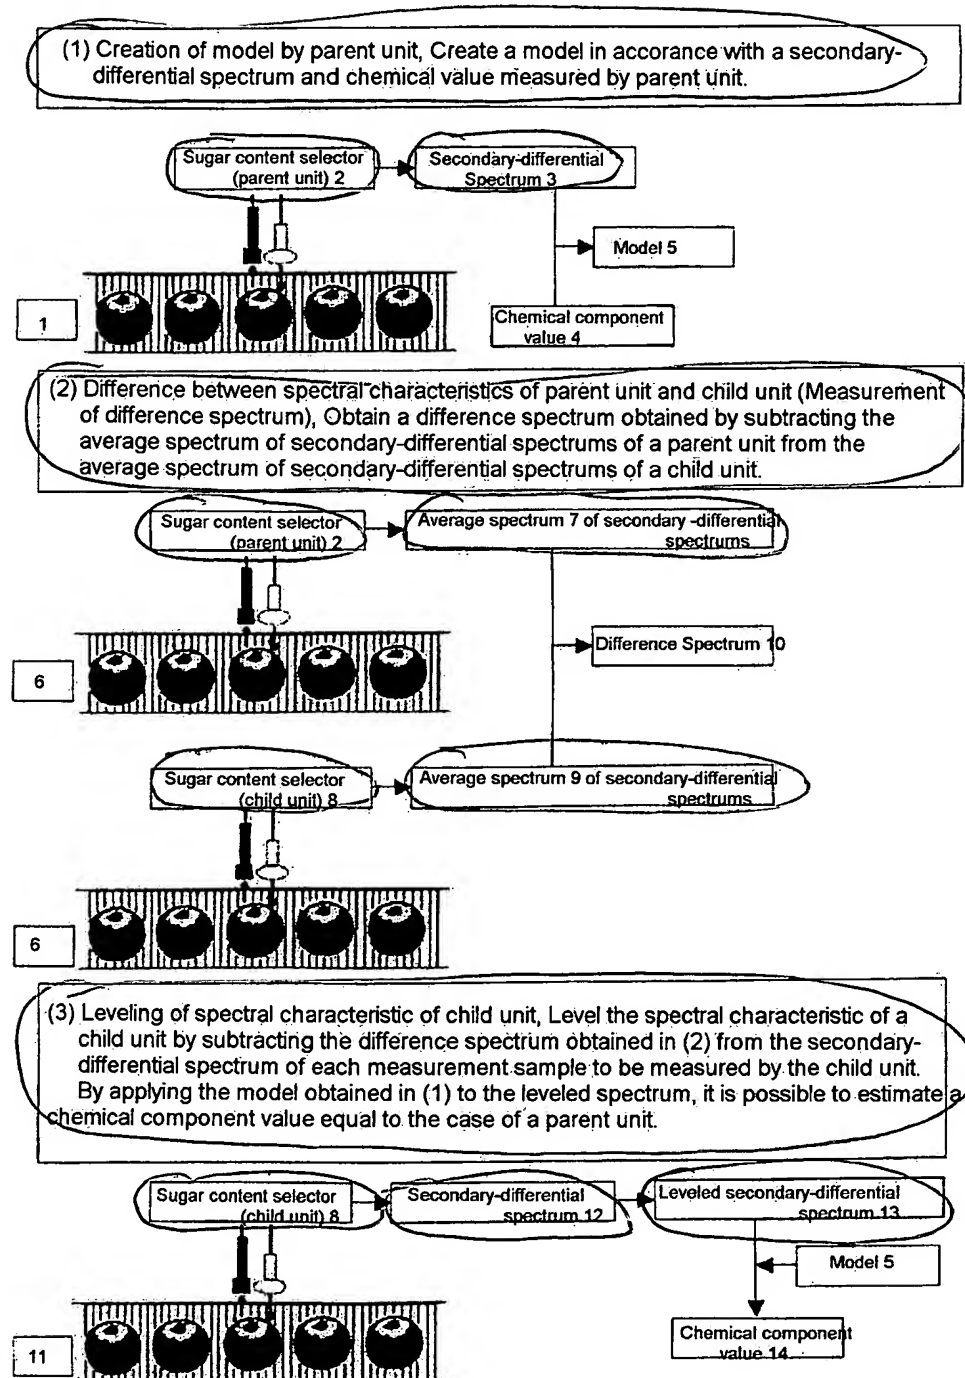 (1) Creation of model by parent unit, Create a model in accorance with a secondary-
differential spectrum and chemical value measured by parent unit.
Sugar content selector
(parent unit) 2
Secondary-differential
Spectrum 3
Model 5
1
Chemical component
value 4
(2) Difference between spectral characteristics of parent unit and child unit (Measurement
of difference spectrum), Obtain a difference spectrum obtained by subtracting the
average spectrum of secondary-differential spectrums of a parent unit from the
average spectrum of secondary-differential spectrums of a child unit.
Sugar content selector
(parent unit) 2
Average spectrum 7 of secondary -differential
spectrums
Difference Spectrum 10
6
Sugar content selector
(child unit) 8
Average spectrum 9 of secondary-differential
spectrums
6
(3) Leveling of spectral characteristic of child unit, Level the spectral characteristic of a
child unit by subtracting the difference spectrum obtained in (2) from the secondary-
differential spectrum of each measurement sample to be measured by the child unit.
By applying the model obtained in (1) to the leveled spectrum, it is possible to estimate a
chemical component value equal to the case of a parent unit.
Sugar content selector
(child unit) 8
Secondary-differential
spectrum 12
Leveled secondary-differential
spectrum 13
Model 5
11
Chemical component
value 14